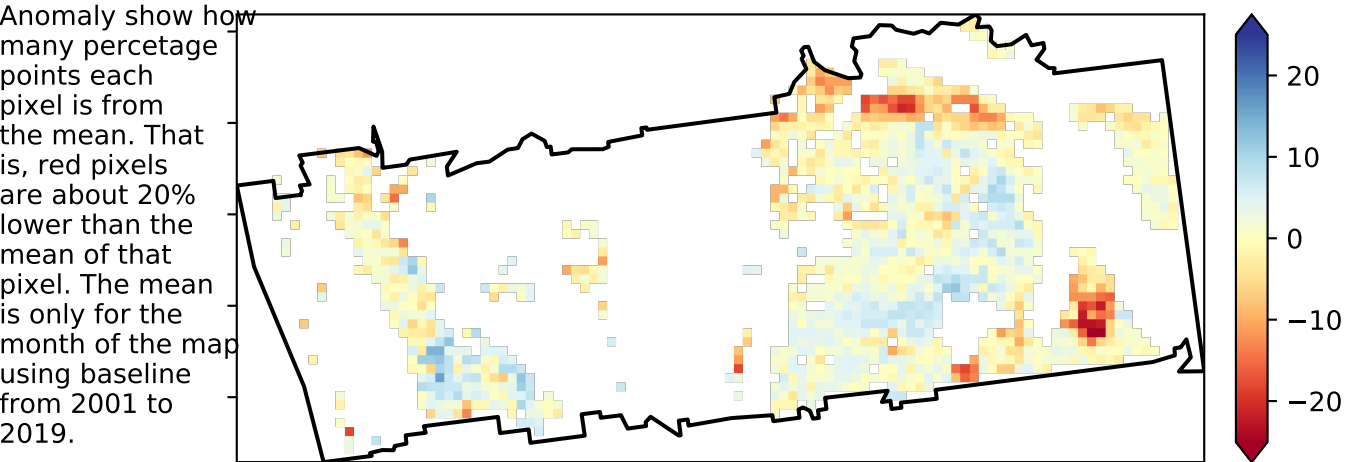 Anomaly show how
many percetage
points each
pixel is from
the mean. That
is, red pixels
are about 20%
lower than the
mean of that
pixel. The mean
is only for the
month of the map
using baseline
from 2001 to
2019.
20
10
0
−10
−20